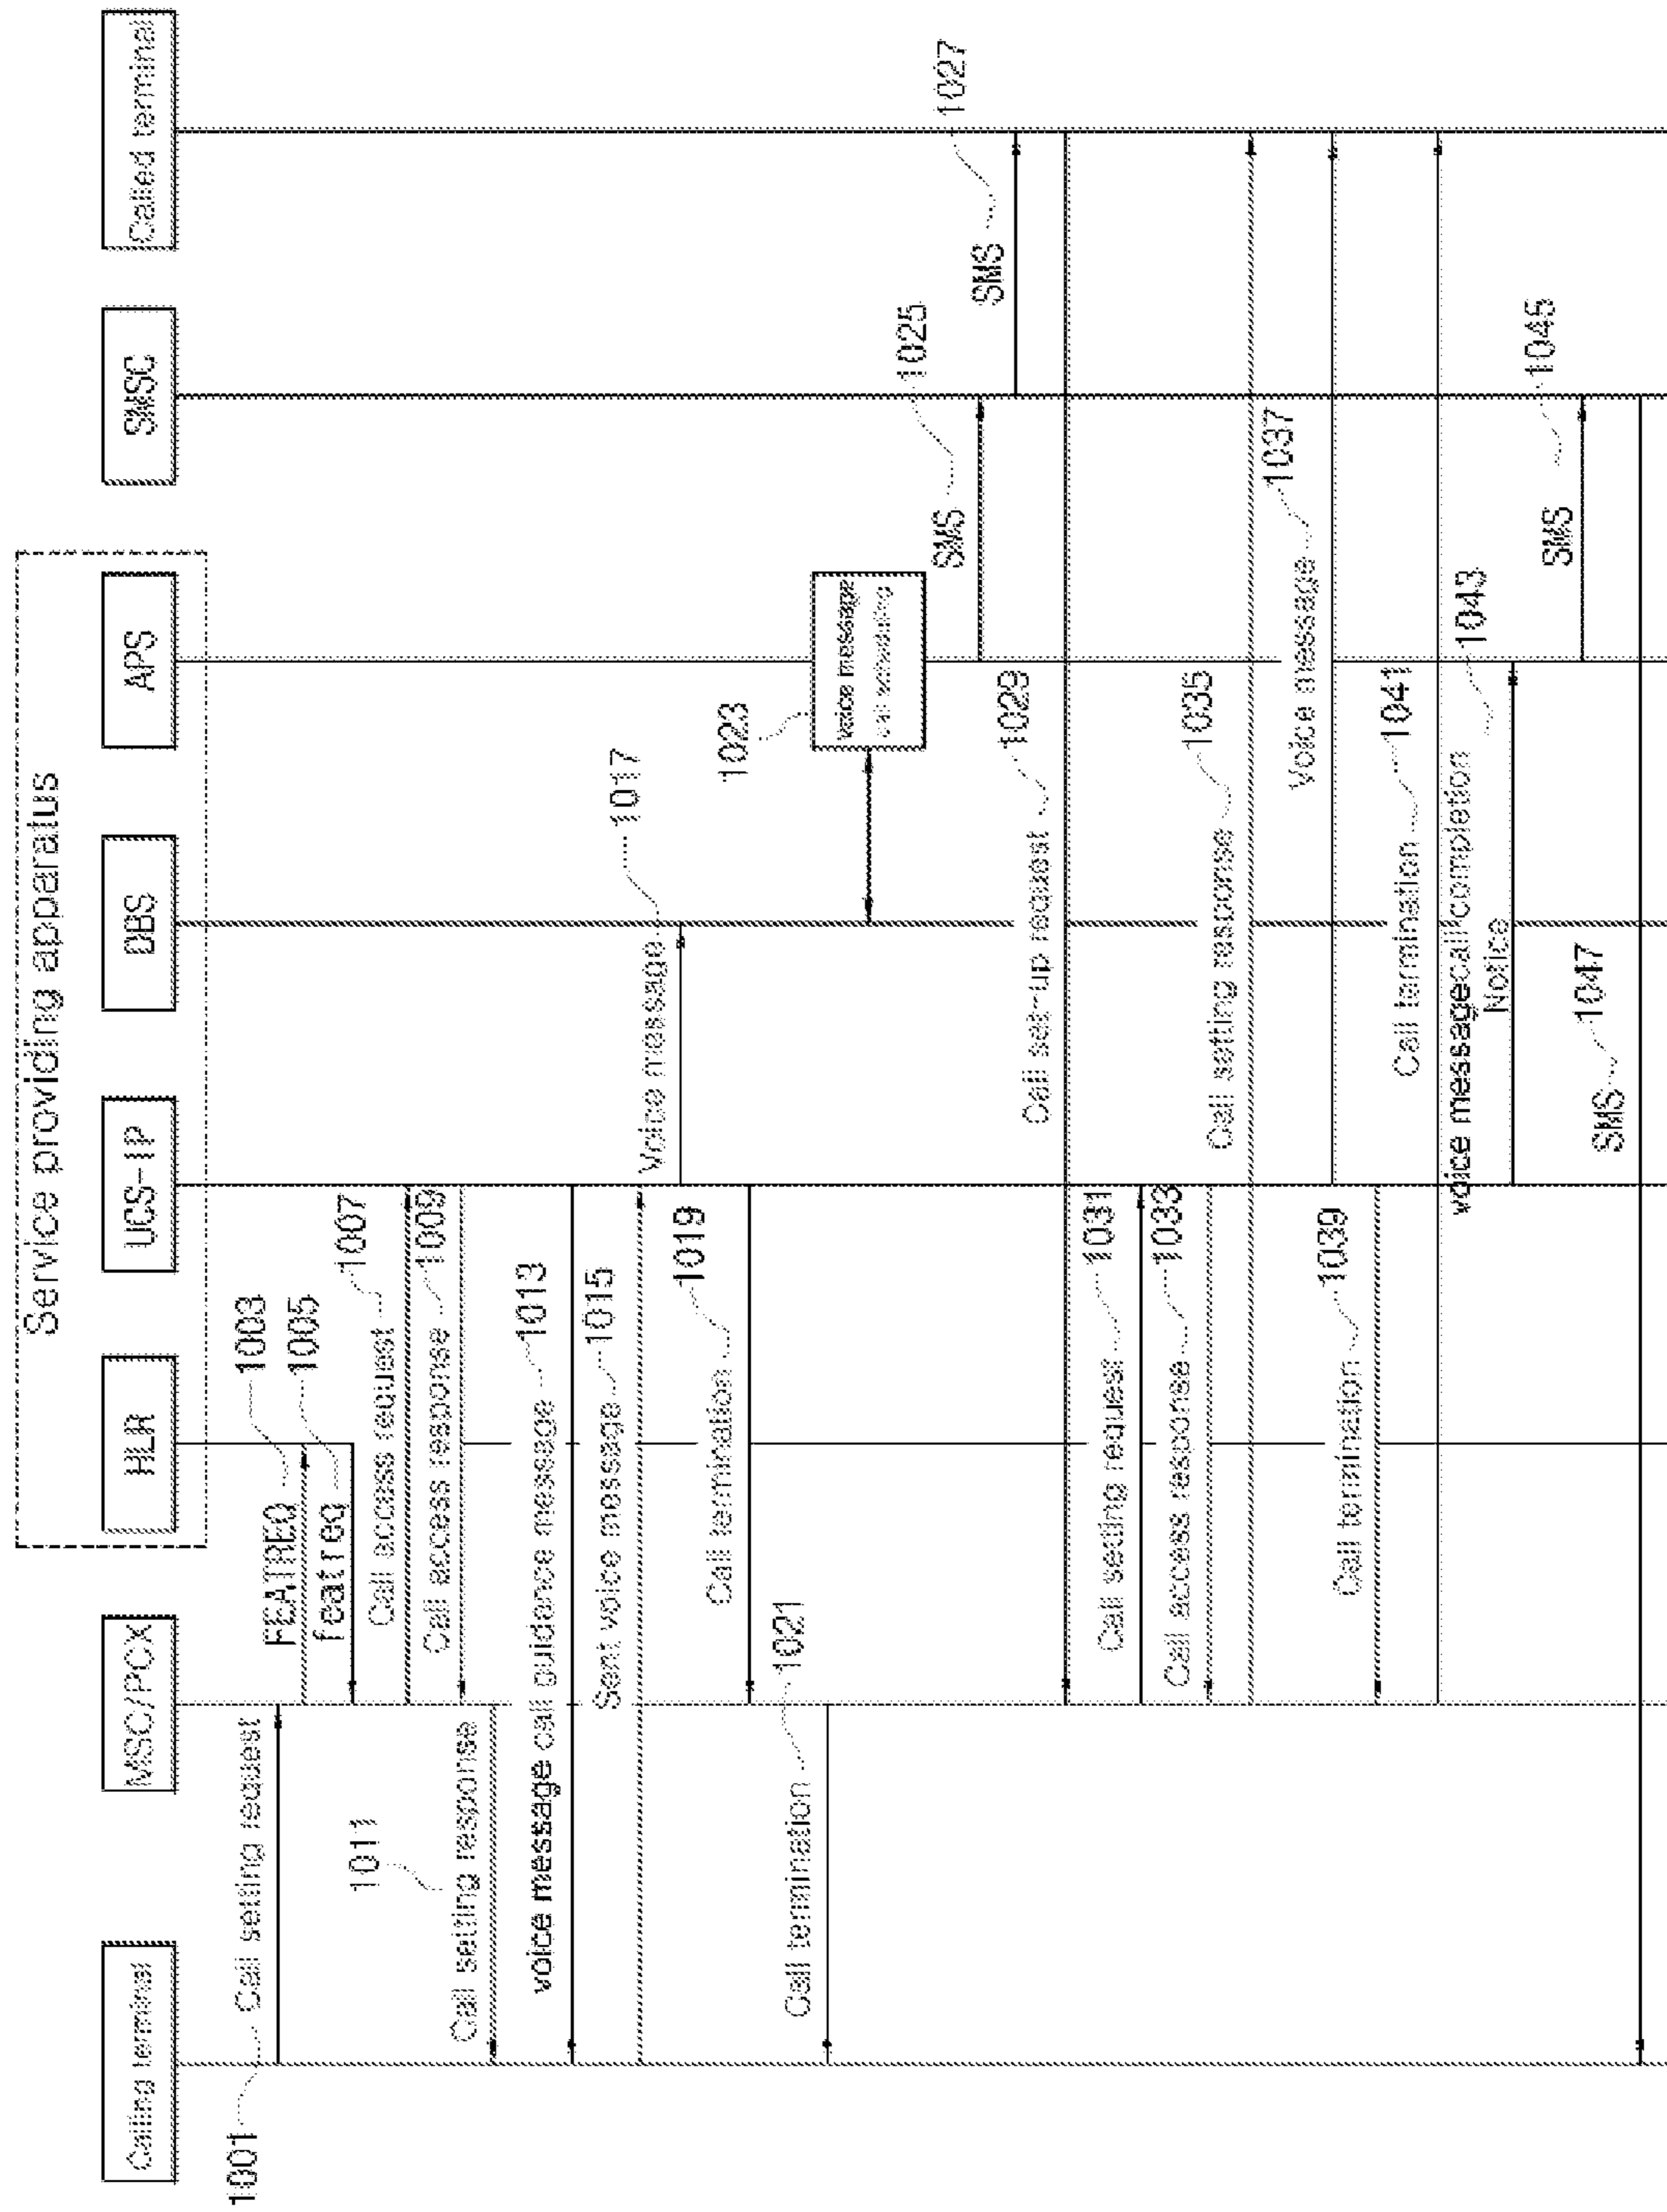 Service providing apparatus
Calling terminal
MSC/PCX
HLR
UCS-IP
DBS
APS
SMSC
Called terminal
1001
Call setting request
FEATREQ
1003
featreq
1005
Call access request
1007
Call access response
1009
1011
Call setting response
voice message call guidance message
1013
Sent voice message
1015
Voice message
1017
Call termination
1019
Call termination
1021
1023
voice message
call scheduling
SMS
1025
SMS
1027
Call set-up request
1029
Call setting request
1031
Call access response
1033
Call setting response
1035
Voice message
1037
Call termination
1039
Call termination
1041
voice message call completion
Notice
1043
SMS
1045
SMS
1047